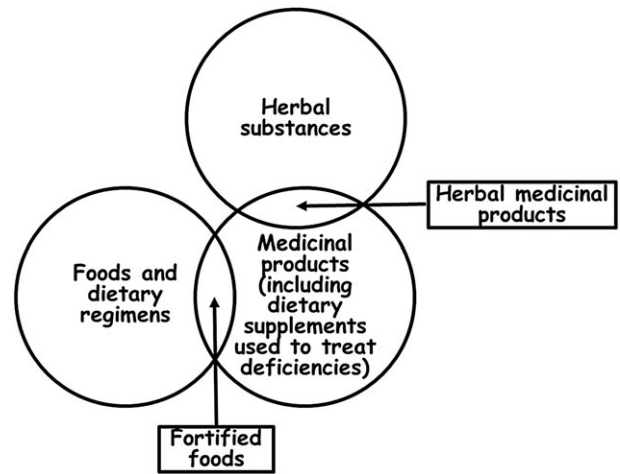 Herbal
substances
Herbal medicinal
products
Medicinal
products
(including
dietary
supplements
used to treat
deficiencies)
Foods and
dietary
regimens
Fortified
foods